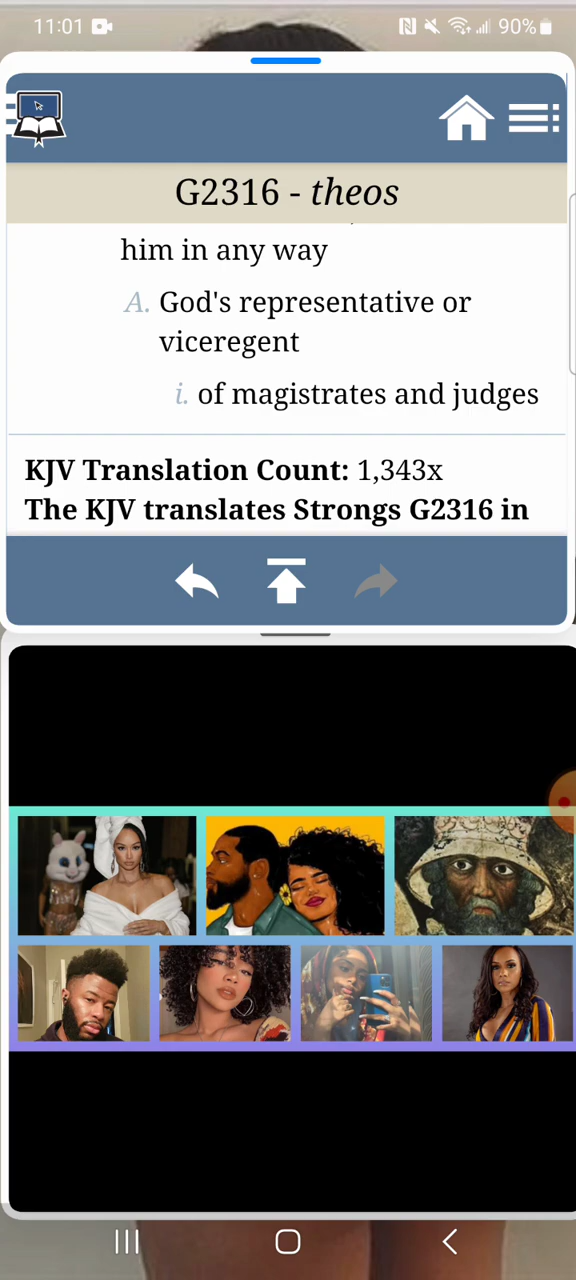 11:01 90%
G2316 - theos
him in any way
A. God's representative or
viceregent
i. of magistrates and judges
KJV Translation Count: 1,343x
The KJV translates Strongs G2316 in